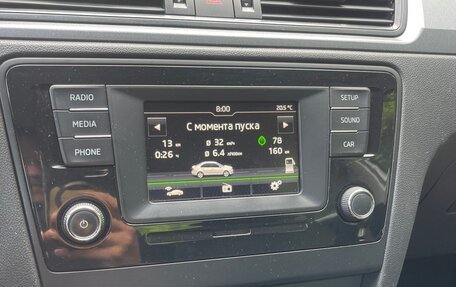 RADIO
MEDIA
PHONE
8:00 20.5 °C
С момента пуска
13 км Ø 32 км/ч 78
0:26 ч Ø 6.4 л/100км 160 км
SETUP
SOUND
CAR